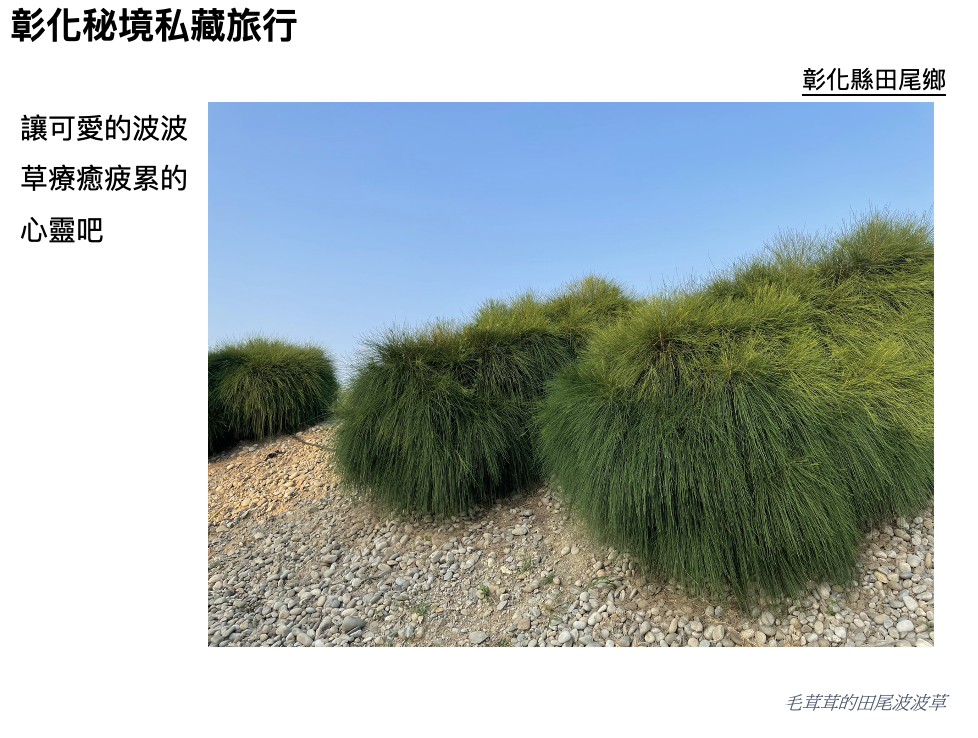 彰化秘境私藏旅行
彰化縣田尾鄉
讓可愛的波波
草療癒疲累的
心靈吧
毛茸茸的田尾波波草